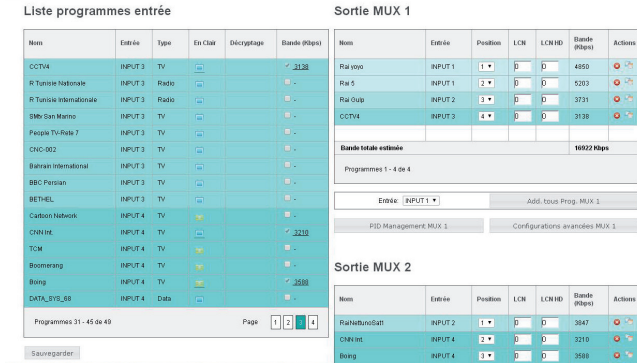 Liste programmes entrée
Nom Entrée Type En Clair Décryptage Bande (Kbps)
CCTV4 INPUT 3 TV 3138
R Tunisie Nationale INPUT 3 Radio -
R Tunisie Internationale INPUT 3 Radio -
SMtv San Marino INPUT 3 TV -
People TV-Rete 7 INPUT 3 TV -
CNC-002 INPUT 3 TV -
Bahrain International INPUT 3 TV -
BBC Persian INPUT 3 TV -
BETHEL INPUT 3 TV -
Cartoon Network INPUT 4 TV -
CNN Int. INPUT 4 TV 3210
TCM INPUT 4 TV -
Boomerang INPUT 4 TV -
Boing INPUT 4 TV 3588
DATA_SYS_68 INPUT 4 Data -
Programmes 31 - 45 de 49 Page 1 2 3 4
Sauvegarder
Sortie MUX 1
Nom Entrée Position LCN LCN HD Bande (Kbps) Actions
Rai yoyo INPUT 1 1 0 0 4850
Rai 5 INPUT 1 2 0 0 5203
Rai Gulp INPUT 2 3 0 0 3731
CCTV4 INPUT 3 4 0 0 3138
Bande totale estimée 16922 Kbps
Programmes 1 - 4 de 4
Entrée: INPUT 1 Add. tous Prog. MUX 1
PID Management MUX 1 Configurations avancées MUX 1
Sortie MUX 2
Nom Entrée Position LCN LCN HD Bande (Kbps) Actions
RaiNettunoSat1 INPUT 2 1 0 0 3847
CNN Int. INPUT 4 2 0 0 3210
Boing INPUT 4 3 0 0 3588